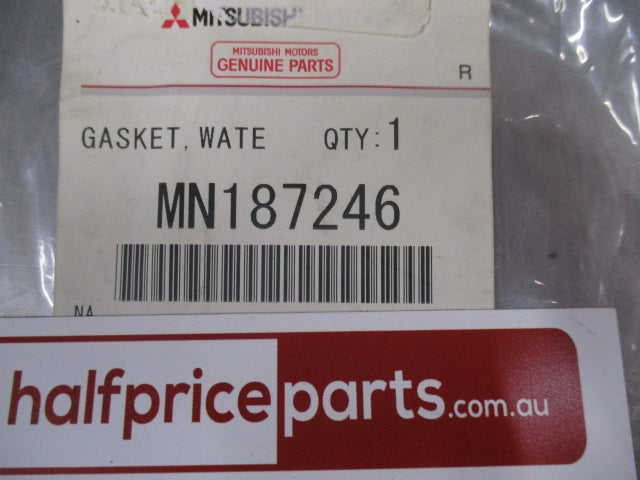 MITSUBISHI
MITSUBISHI MOTORS
GENUINE PARTS
R
GASKET, WATE QTY: 1
MN187246
NA
halfpriceparts.com.au